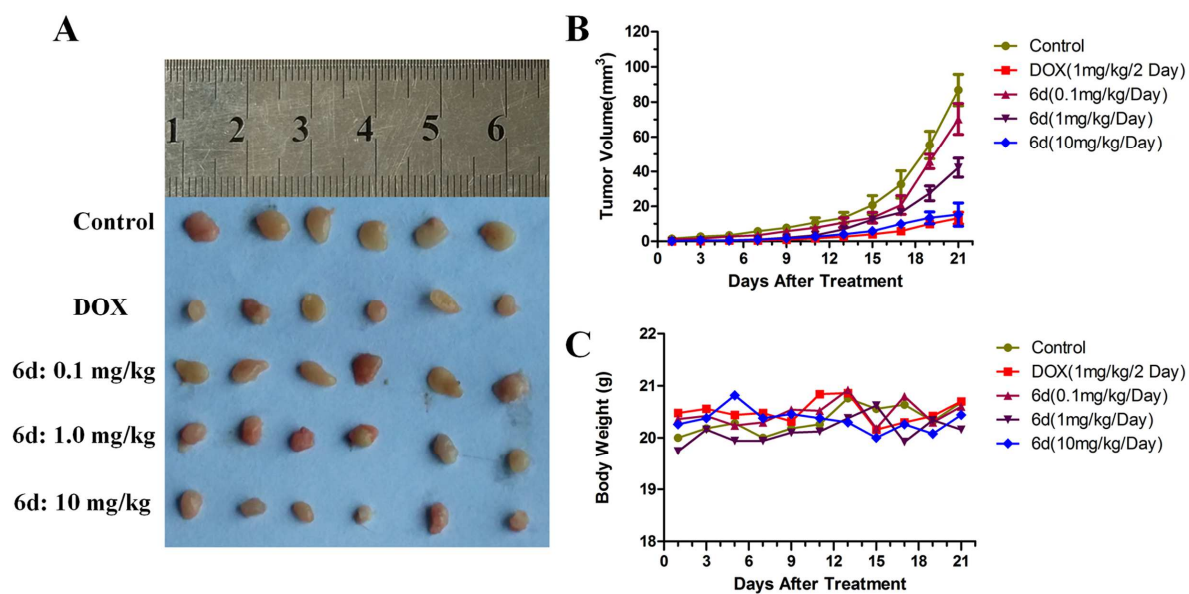 A
1 2 3 4 5 6
Control
DOX
6d: 0.1 mg/kg
6d: 1.0 mg/kg
6d: 10 mg/kg
B
Tumor Volume(mm³)
120
100
80
60
40
20
0
0 3 6 9 12 15 18 21
Days After Treatment
Control
DOX(1mg/kg/2 Day)
6d(0.1mg/kg/Day)
6d(1mg/kg/Day)
6d(10mg/kg/Day)
C
Body Weight (g)
22
21
20
19
18
0 3 6 9 12 15 18 21
Days After Treatment
Control
DOX(1mg/kg/2 Day)
6d(0.1mg/kg/Day)
6d(1mg/kg/Day)
6d(10mg/kg/Day)